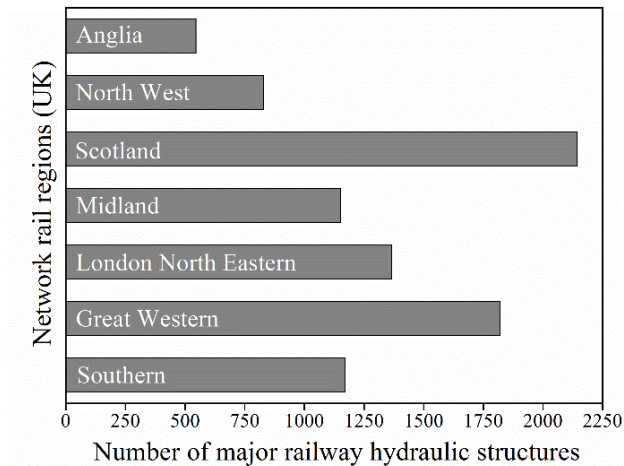 Network rail regions (UK)
Anglia
North West
Scotland
Midland
London North Eastern
Great Western
Southern
0 250 500 750 1000 1250 1500 1750 2000 2250
Number of major railway hydraulic structures